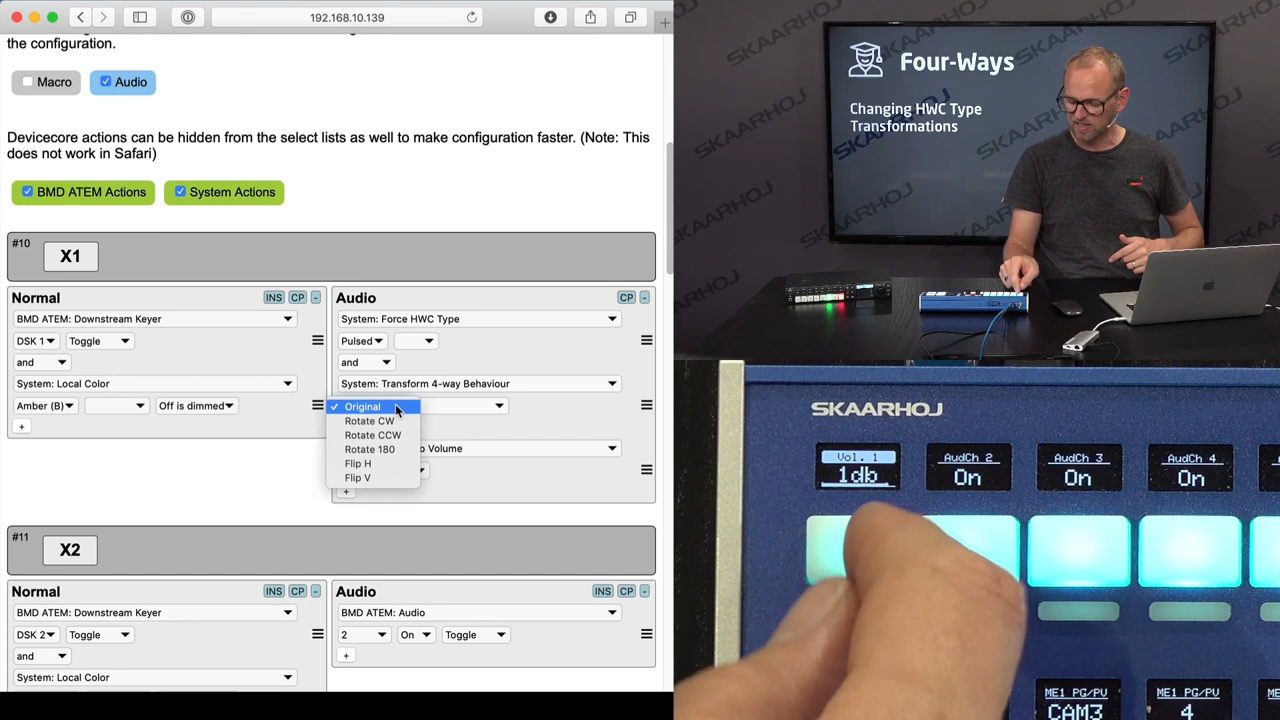 192.168.10.139
the configuration.
Macro
Audio
Devicecore actions can be hidden from the select lists as well to make configuration faster. (Note: This
does not work in Safari)
BMD ATEM Actions
System Actions
#10
X1
Normal
INS
CP
-
BMD ATEM: Downstream Keyer
DSK 1
Toggle
and
System: Local Color
Amber (B)
Off is dimmed
+
Audio
CP
-
System: Force HWC Type
Pulsed
and
System: Transform 4-way Behaviour
✓ Original
Rotate CW
Rotate CCW
Rotate 180
Flip H
Flip V
o Volume
+
#11
X2
Normal
INS
CP
-
BMD ATEM: Downstream Keyer
DSK 2
Toggle
and
System: Local Color
Audio
INS
CP
-
BMD ATEM: Audio
2
On
Toggle
+
SKAARHOJ
Four-Ways
Changing HWC Type
Transformations
SKAARHOJ
Vol. 1
1db
AudCh 2
On
AudCh 3
On
AudCh 4
On
ME1 PG/PV
CAM3
ME1 PG/PV
4